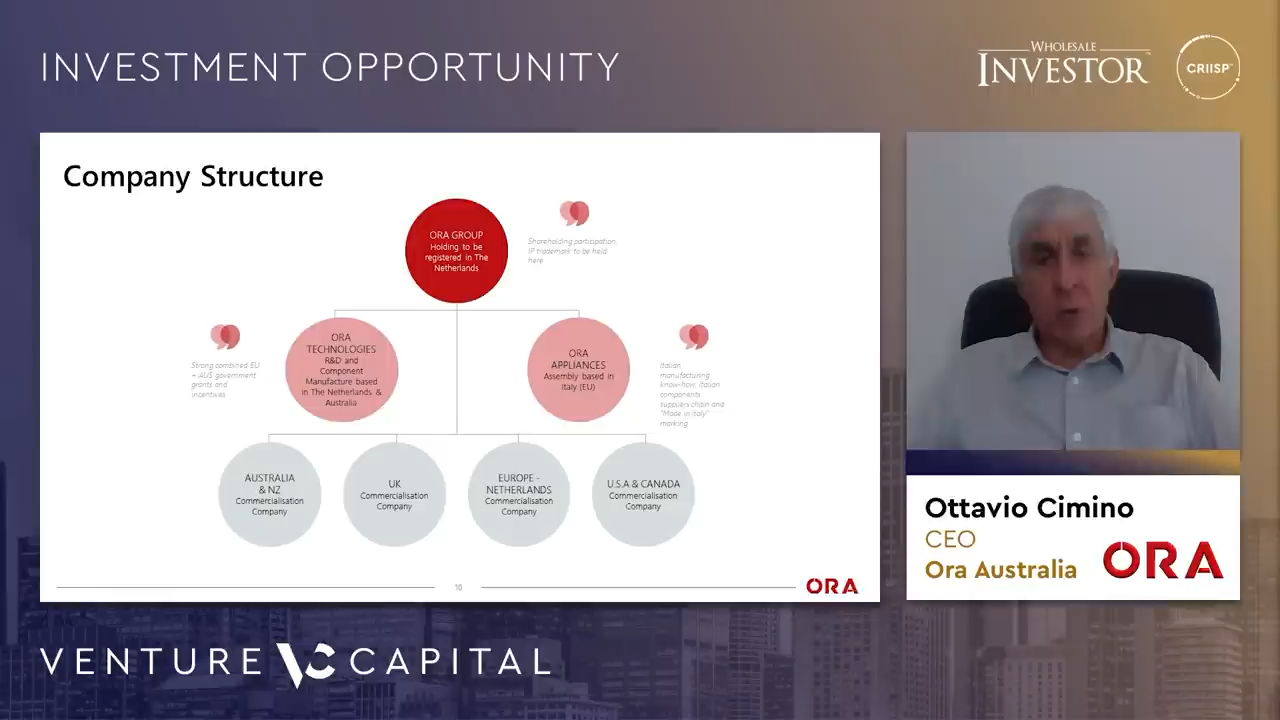 INVESTMENT OPPORTUNITY
WHOLESALE
INVESTOR
CRIISP™
Company Structure
ORA GROUP
Holding to be
registered in The
Netherlands
Shareholding participation,
IP trademark to be held
here
ORA
TECHNOLOGIES
R&D and
Component
Manufacture based
in The Netherlands &
Australia
Strong combined EU
+ AUS government
grants and
incentives
ORA
APPLIANCES
Assembly based in
Italy (EU)
Italian
manufacturing
know-how, Italian
components
suppliers chain and
"Made in Italy"
marking
AUSTRALIA
& NZ
Commercialisation
Company
UK
Commercialisation
Company
EUROPE -
NETHERLANDS
Commercialisation
Company
U.S.A & CANADA
Commercialisation
Company
10
ORA
Ottavio Cimino
CEO
Ora Australia
ORA
VENTURE VC CAPITAL